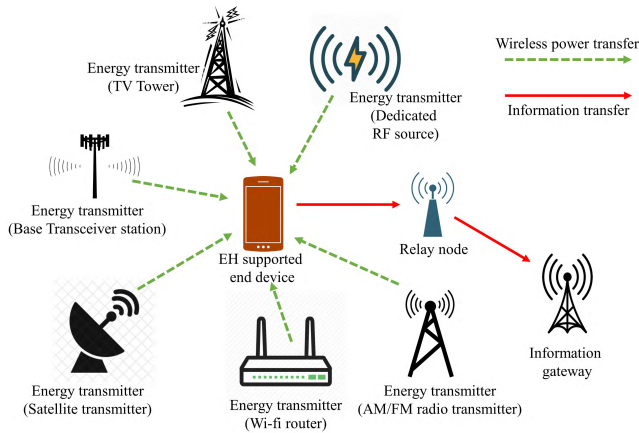 Wireless power transfer
Information transfer
Energy transmitter
(TV Tower)
Energy transmitter
(Dedicated
RF source)
Energy transmitter
(Base Transceiver station)
EH supported
end device
Relay node
Information
gateway
Energy transmitter
(Satellite transmitter)
Energy transmitter
(Wi-fi router)
Energy transmitter
(AM/FM radio transmitter)